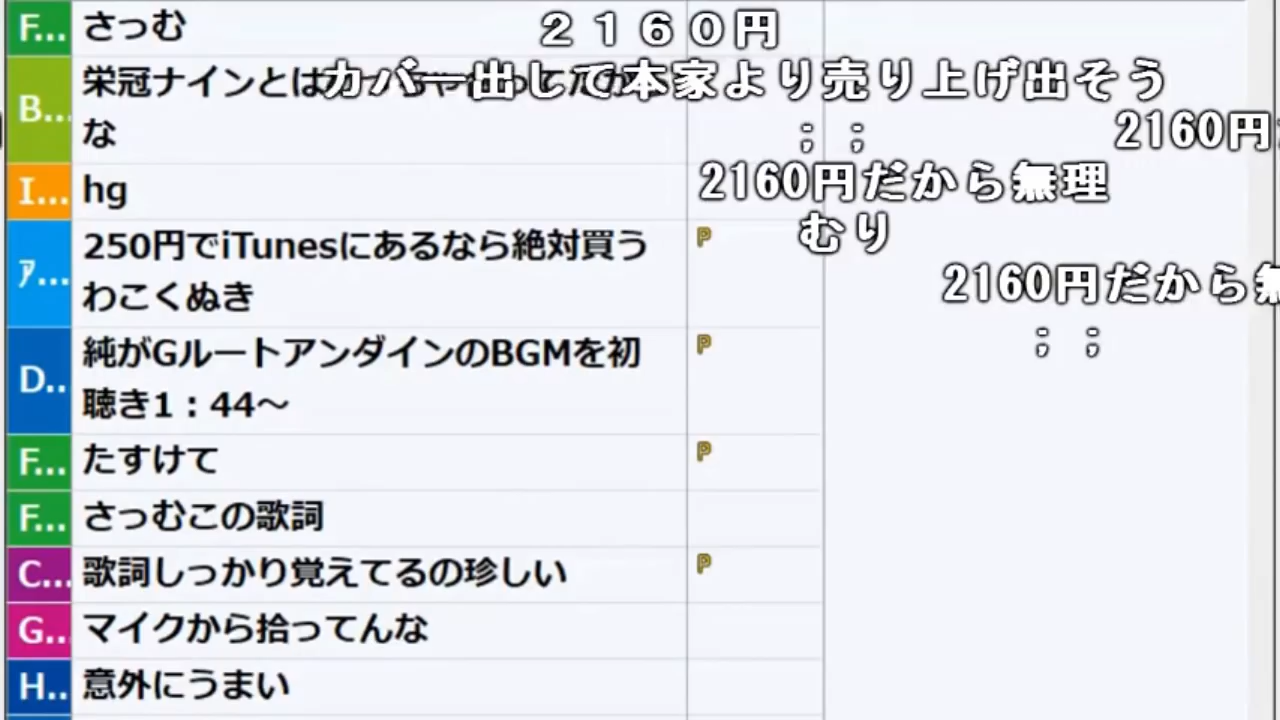 F... さっむ
２１６０円
B... 栄冠ナインとは
な
カバー出して本家より売り上げ出そう
; ;
2160円
I... hg
2160円だから無理
むり
ｱ... 250円でiTunesにあるなら絶対買う P
わこくぬき
2160円だから無
; ;
D.. 純がGルートアンダインのBGMを初 P
聴き1：44～
F... たすけて P
F... さっむこの歌詞
C... 歌詞しっかり覚えてるの珍しい P
G.. マイクから拾ってんな
H.. 意外にうまい